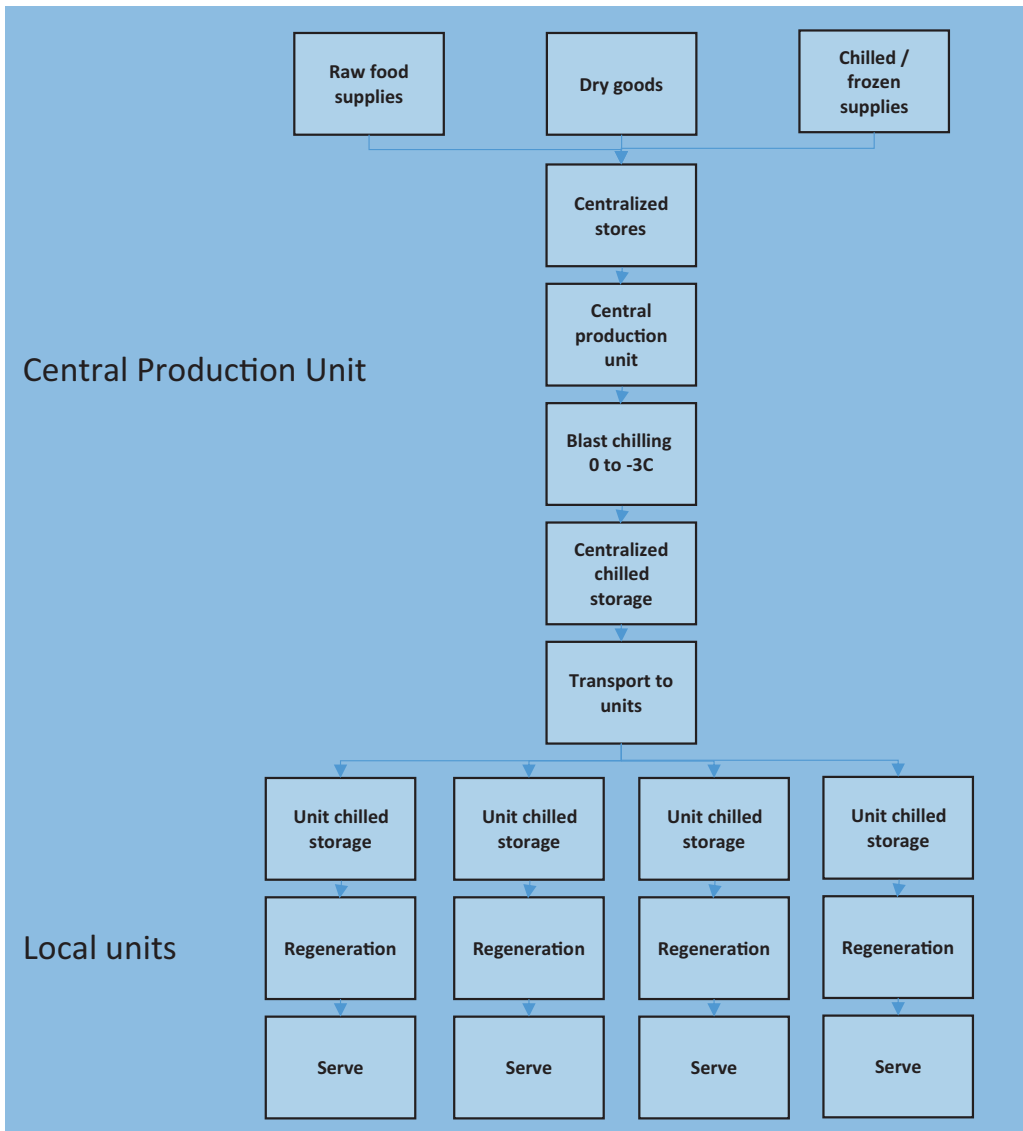 Raw food
supplies
Dry goods
Chilled /
frozen
supplies
Centralized
stores
Central
production
unit
Central Production Unit
Blast chilling
0 to -3C
Centralized
chilled
storage
Transport to
units
Unit chilled
storage
Unit chilled
storage
Unit chilled
storage
Unit chilled
storage
Local units
Regeneration
Regeneration
Regeneration
Regeneration
Serve
Serve
Serve
Serve